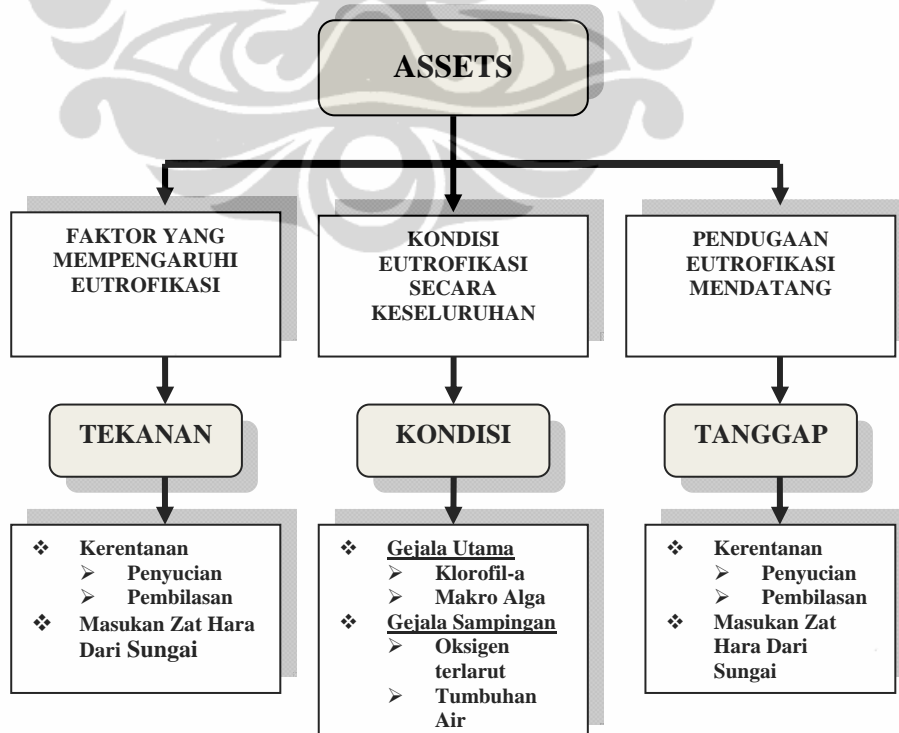 ASSETS
FAKTOR YANG
MEMPENGARUHI
EUTROFIKASI
KONDISI
EUTROFIKASI
SECARA
KESELURUHAN
PENDUGAAN
EUTROFIKASI
MENDATANG
TEKANAN
KONDISI
TANGGAP
❖ Kerentanan
➢ Penyucian
➢ Pembilasan
❖ Masukan Zat Hara
Dari Sungai
❖ Gejala Utama
➢ Klorofil-a
➢ Makro Alga
❖ Gejala Sampingan
➢ Oksigen
terlarut
➢ Tumbuhan
Air
❖ Kerentanan
➢ Penyucian
➢ Pembilasan
❖ Masukan Zat
Hara Dari
Sungai